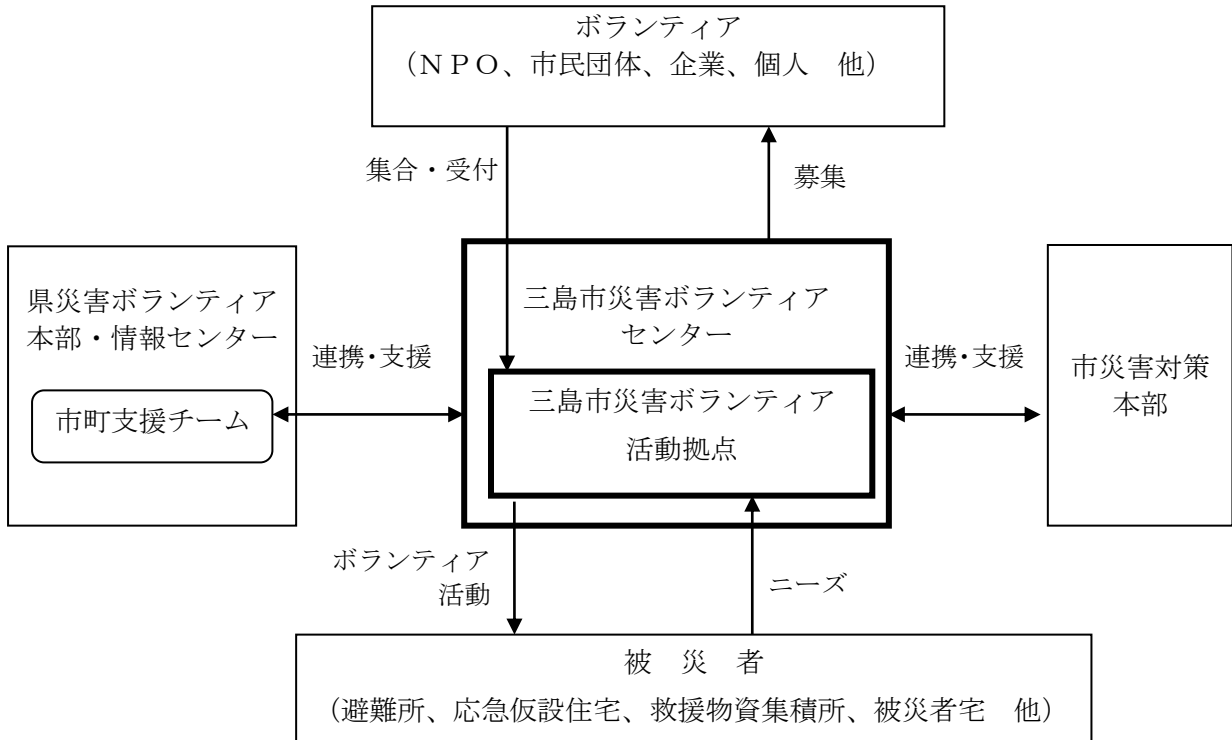 ボランティア
(NPO、市民団体、企業、個人　他)
集合・受付
募集
県災害ボランティア
本部・情報センター
市町支援チーム
連携・支援
三島市災害ボランティア
センター
三島市災害ボランティア
活動拠点
連携・支援
市災害対策
本部
ボランティア
活動
ニーズ
被　災　者
(避難所、応急仮設住宅、救援物資集積所、被災者宅　他)